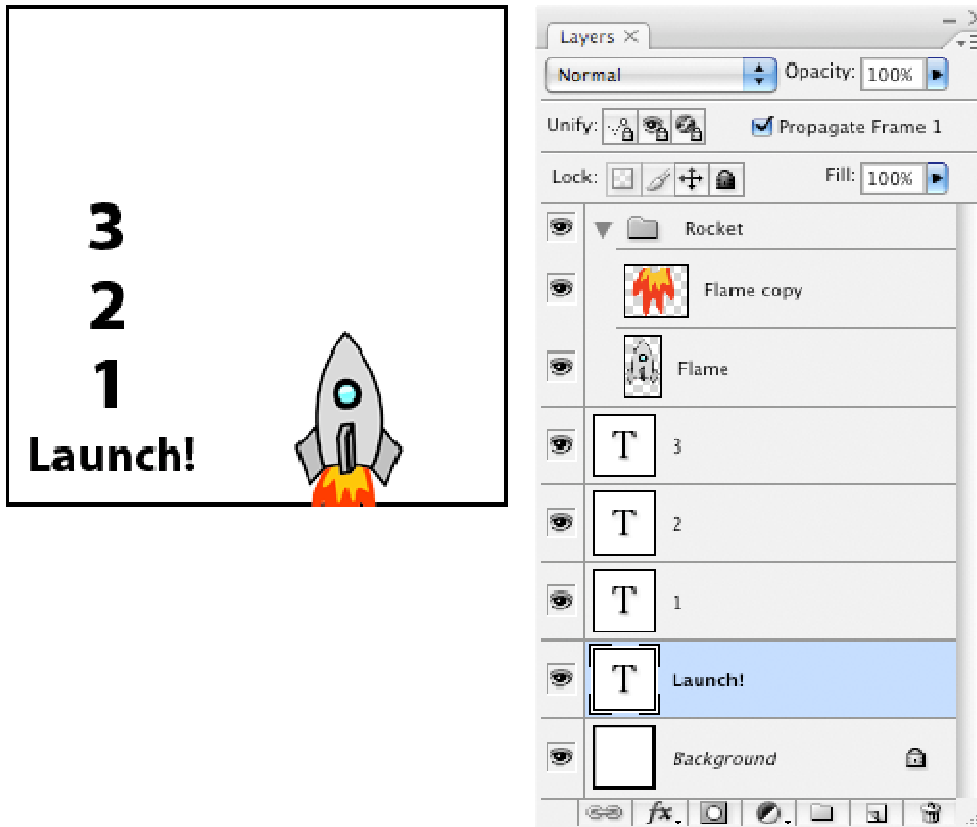 3
2
1
Launch!
Layers
Normal
Opacity: 100%
Unify:
Propagate Frame 1
Lock:
Fill: 100%
Rocket
Flame copy
Flame
T 3
T 2
T 1
T Launch!
Background
fx.